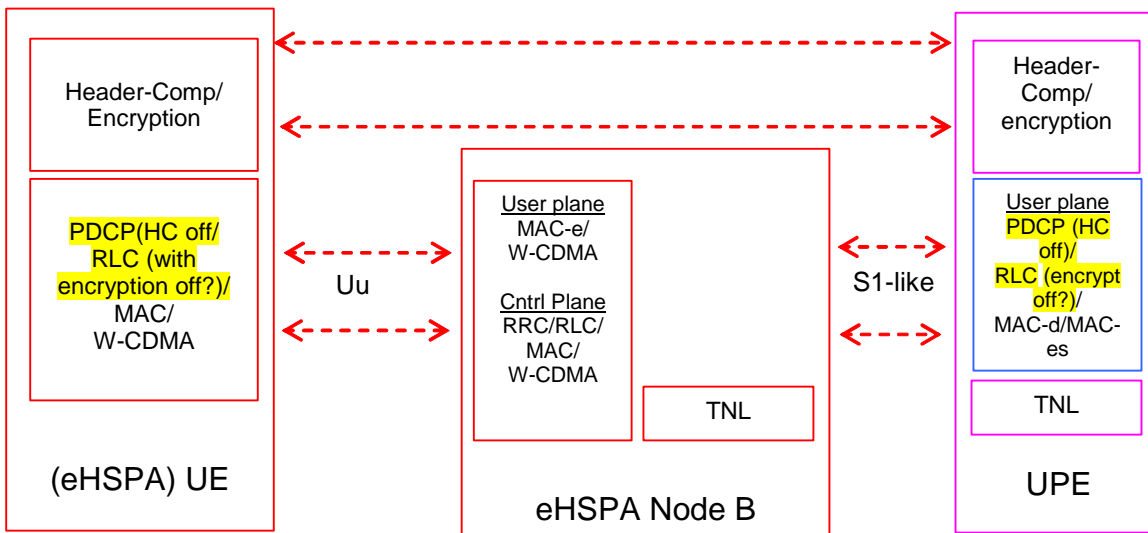 Header-Comp/
Encryption
PDCP(HC off/
RLC (with
encryption off?)/
MAC/
W-CDMA
(eHSPA) UE
Uu
User plane
MAC-e/
W-CDMA
Cntrl Plane
RRC/RLC/
MAC/
W-CDMA
TNL
eHSPA Node B
S1-like
Header-
Comp/
encryption
User plane
PDCP (HC
off)/
RLC (encrypt
off?)/
MAC-d/MAC-
es
TNL
UPE